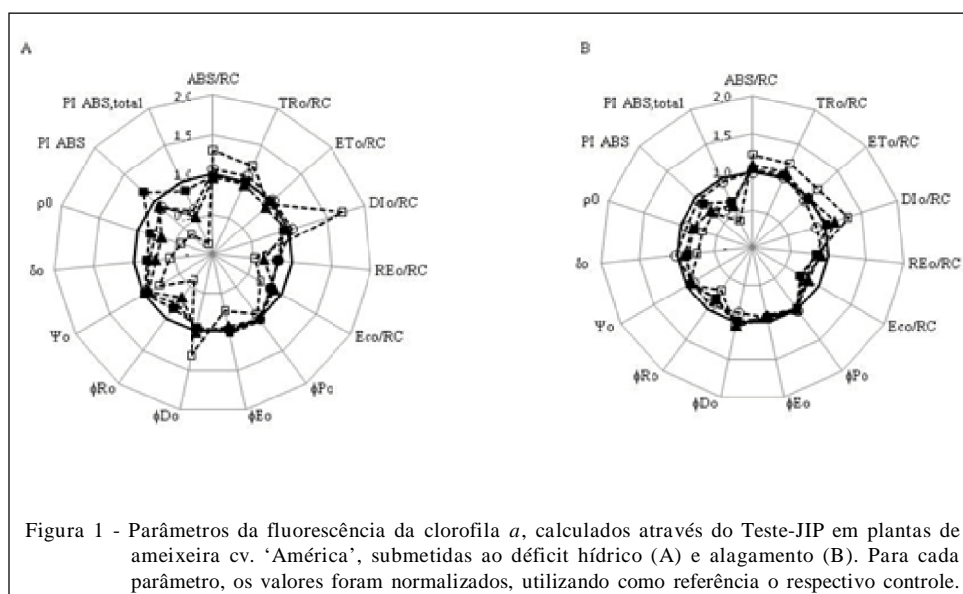 A
B
ABS/RC
TRo/RC
ETo/RC
DIo/RC
REo/RC
Eco/RC
ϕPo
ϕEo
ϕDo
ϕRo
Ψo
δo
ρ0
PI ABS
PI ABS,total
2.0
1.5
1.0
ABS/RC
TRo/RC
ETo/RC
DIo/RC
REo/RC
Eco/RC
ϕPo
ϕEo
ϕDo
ϕRo
Ψo
δo
ρ0
PI ABS
PI ABS,total
2.0
1.5
1.0
Figura 1 - Parâmetros da fluorescência da clorofila a, calculados através do Teste-JIP em plantas de
ameixeira cv. ‘América’, submetidas ao déficit hídrico (A) e alagamento (B). Para cada
parâmetro, os valores foram normalizados, utilizando como referência o respectivo controle.